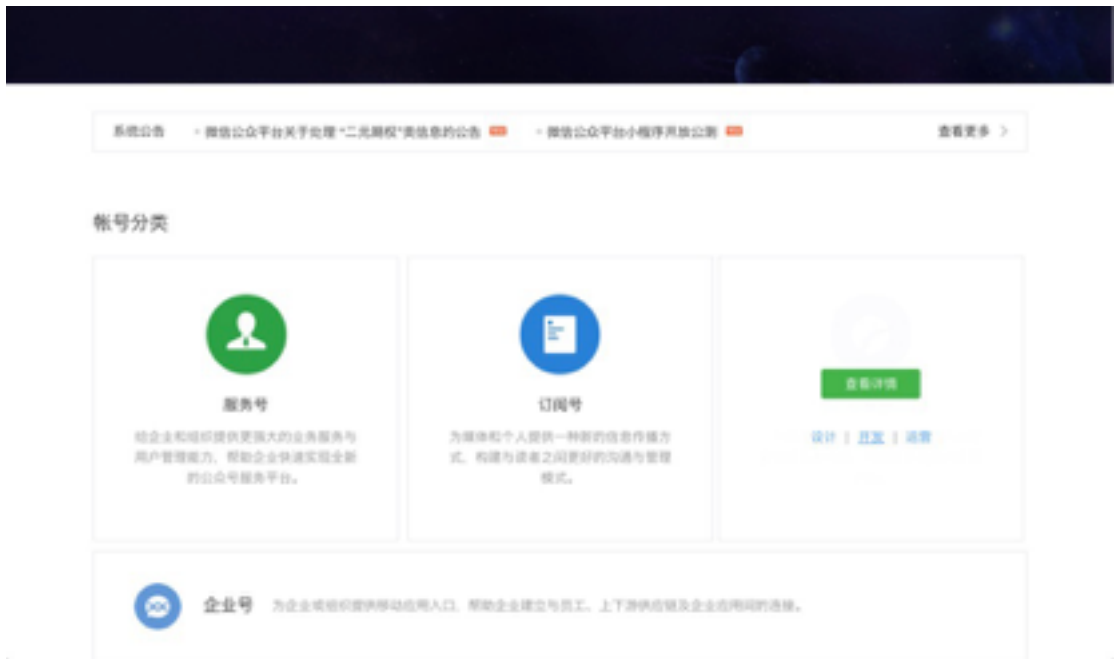 系统公告 · 微信公众平台关于处理“二元期权”类信息的公告 · 微信公众平台小程序开放公测 查看更多 >
帐号分类
服务号
给企业和组织提供更强大的业务服务与
用户管理能力，帮助企业快速实现全新
的公众号服务平台。
订阅号
为媒体和个人提供一种新的信息传播方
式，构建与读者之间更好的沟通与管理
模式。
查看详情
设计 | 开发 | 运营
企业号 为企业或组织提供移动应用入口，帮助企业建立与员工、上下游供应链及企业应用间的连接。